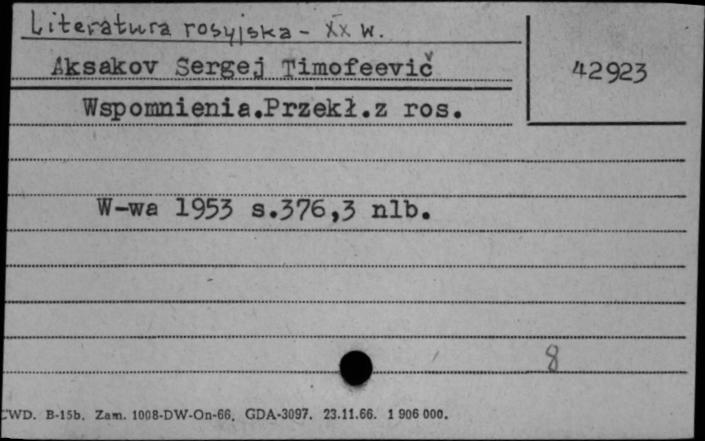 Literatura rosyjska - XX w.
Aksakov Sergej Timofeevič
42923
Wspomnienia.Przekł.z ros.
W-wa 1953 s.376,3 nlb.
8
CWD. B-15b. Zam. 1008-DW-On-66. GDA-3097. 23.11.66. 1 906 000.